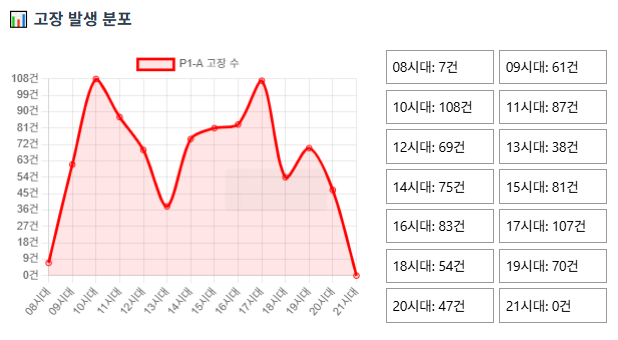 📊 고장 발생 분포
P1-A 고장 수
108건
99건
90건
81건
72건
63건
54건
45건
36건
27건
18건
9건
0건
08시대 09시대 10시대 11시대 12시대 13시대 14시대 15시대 16시대 17시대 18시대 19시대 20시대 21시대
08시대: 7건 09시대: 61건
10시대: 108건 11시대: 87건
12시대: 69건 13시대: 38건
14시대: 75건 15시대: 81건
16시대: 83건 17시대: 107건
18시대: 54건 19시대: 70건
20시대: 47건 21시대: 0건